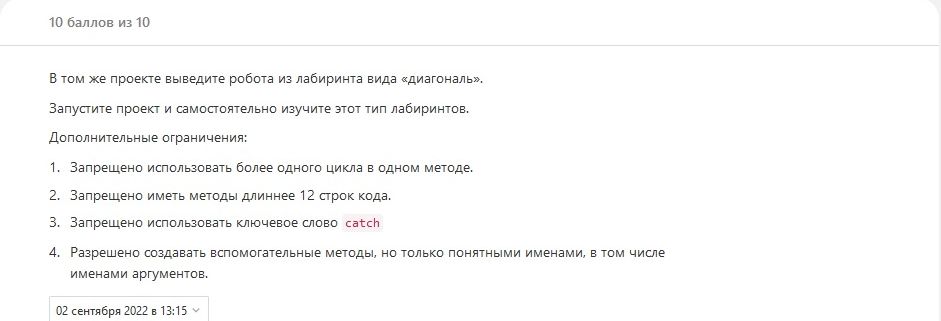 10 баллов из 10
В том же проекте выведите робота из лабиринта вида «диагональ».
Запустите проект и самостоятельно изучите этот тип лабиринтов.
Дополнительные ограничения:
1. Запрещено использовать более одного цикла в одном методе.
2. Запрещено иметь методы длиннее 12 строк кода.
3. Запрещено использовать ключевое слово catch
4. Разрешено создавать вспомогательные методы, но только понятными именами, в том числе
именами аргументов.
02 сентября 2022 в 13:15